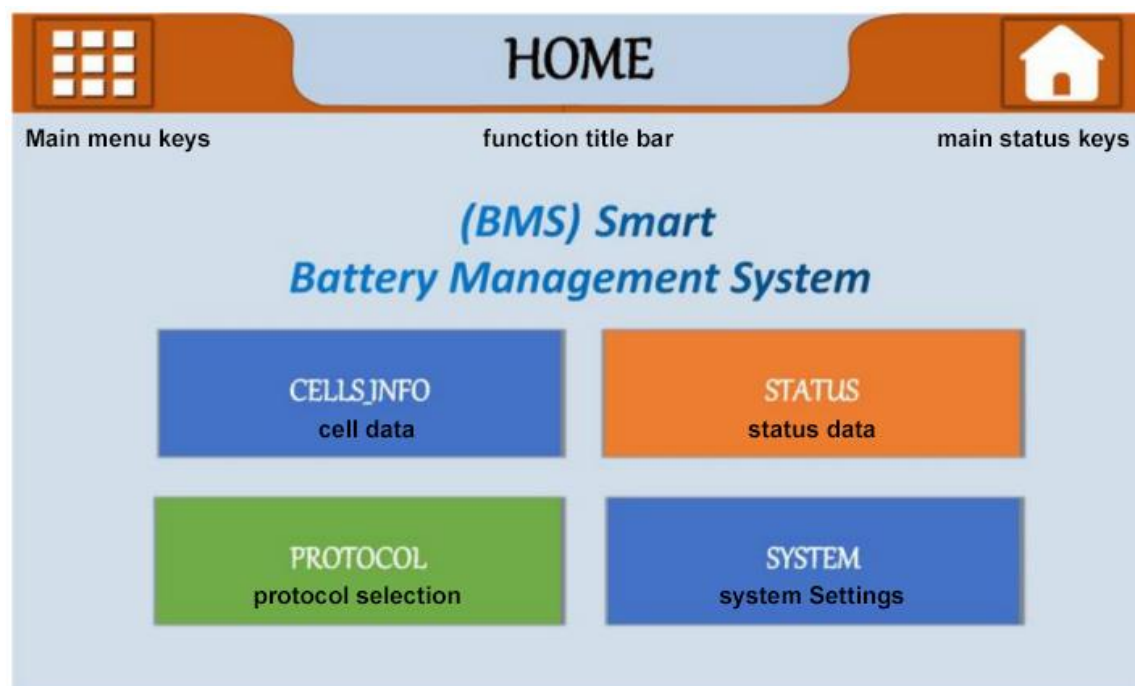 HOME
Main menu keys
function title bar
main status keys
(BMS) Smart
Battery Management System
CELLS_INFO
cell data
STATUS
status data
PROTOCOL
protocol selection
SYSTEM
system Settings